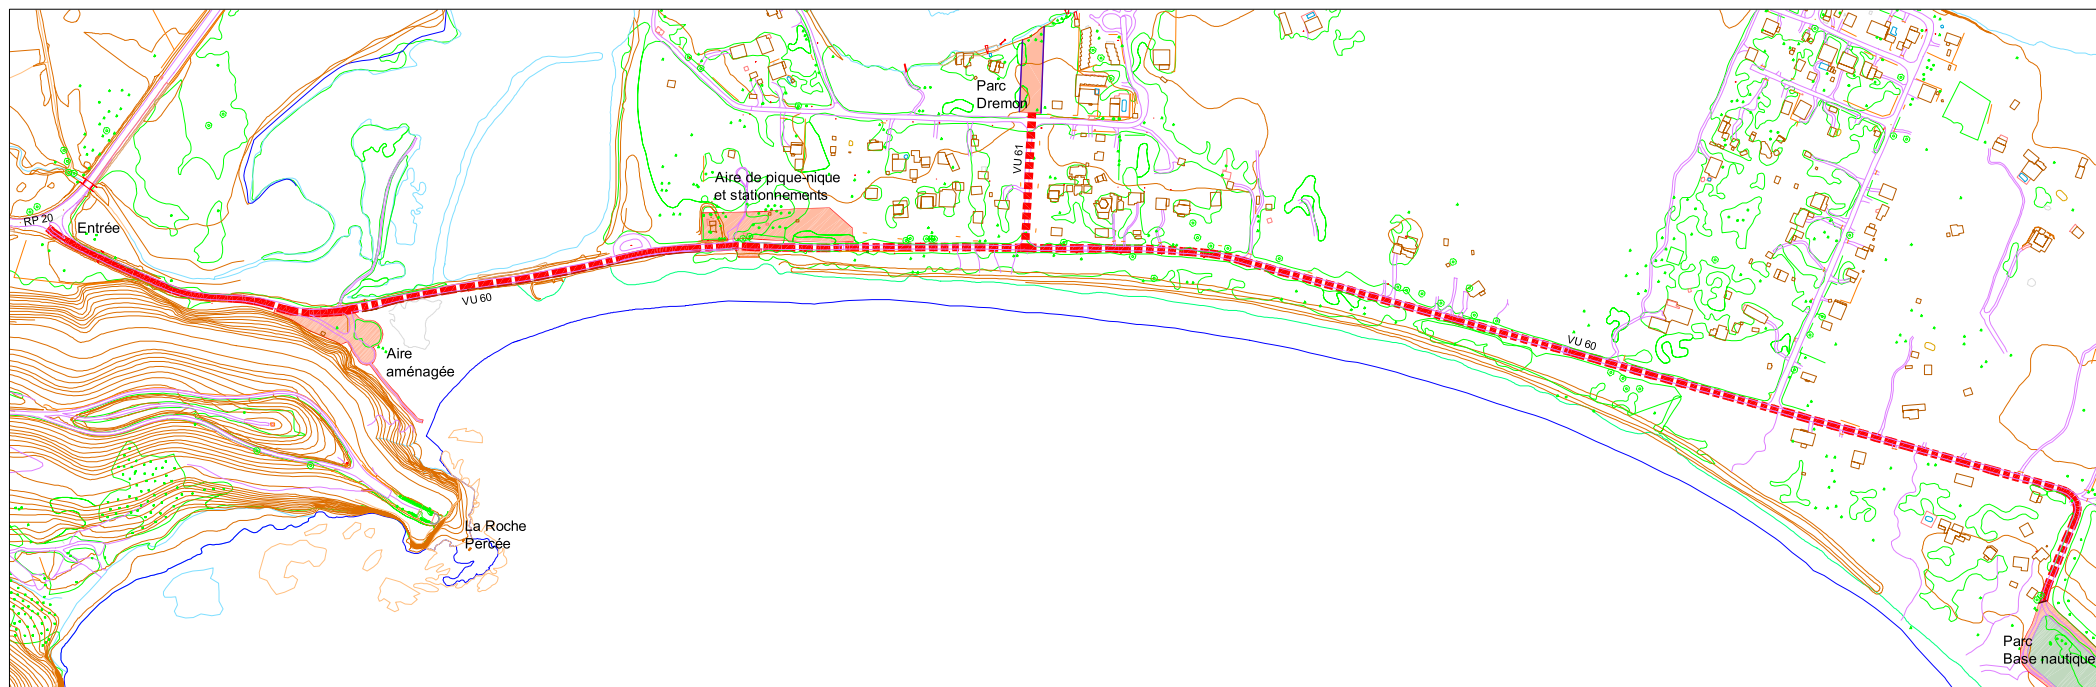 Parc
Dremon
VU 61
Aire de pique-nique
et stationnements
RP 20
Entrée
VU 60
VU 60
Aire
aménagée
La Roche
Percée
Parc
Base nautique